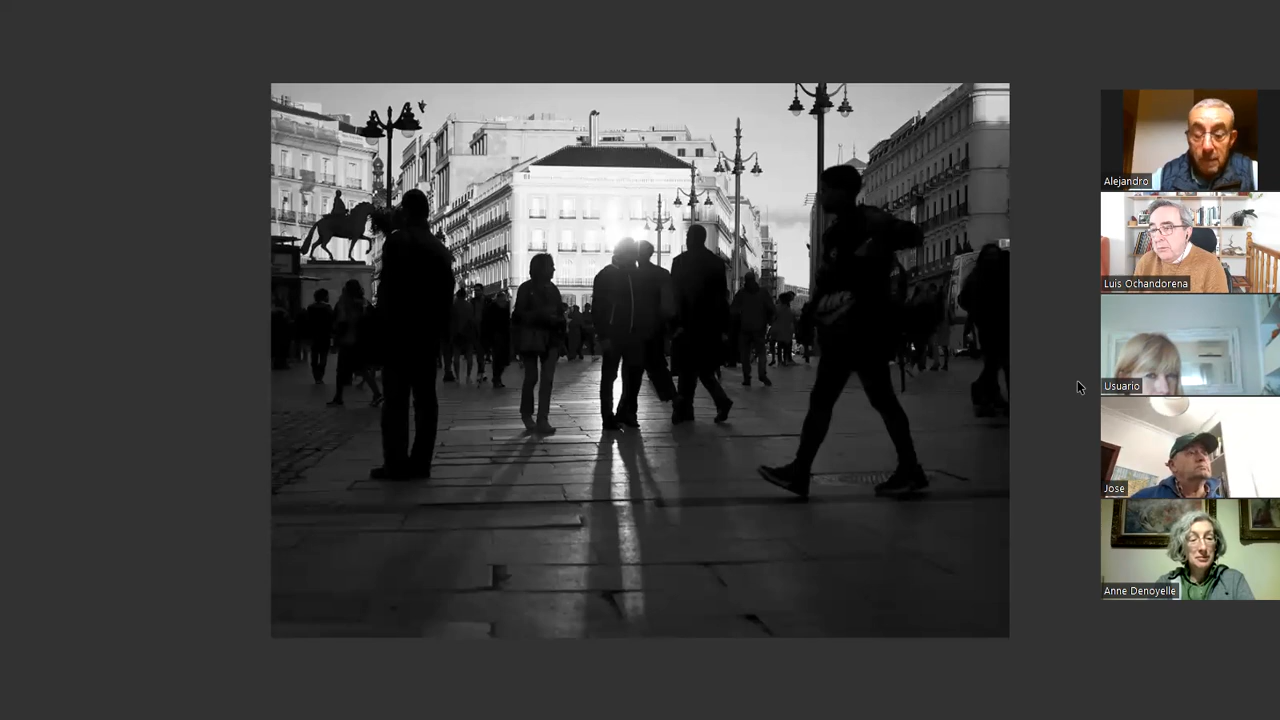 Alejandro
Luis Ochandorena
Usuario
Jose
Anne Denoyelle